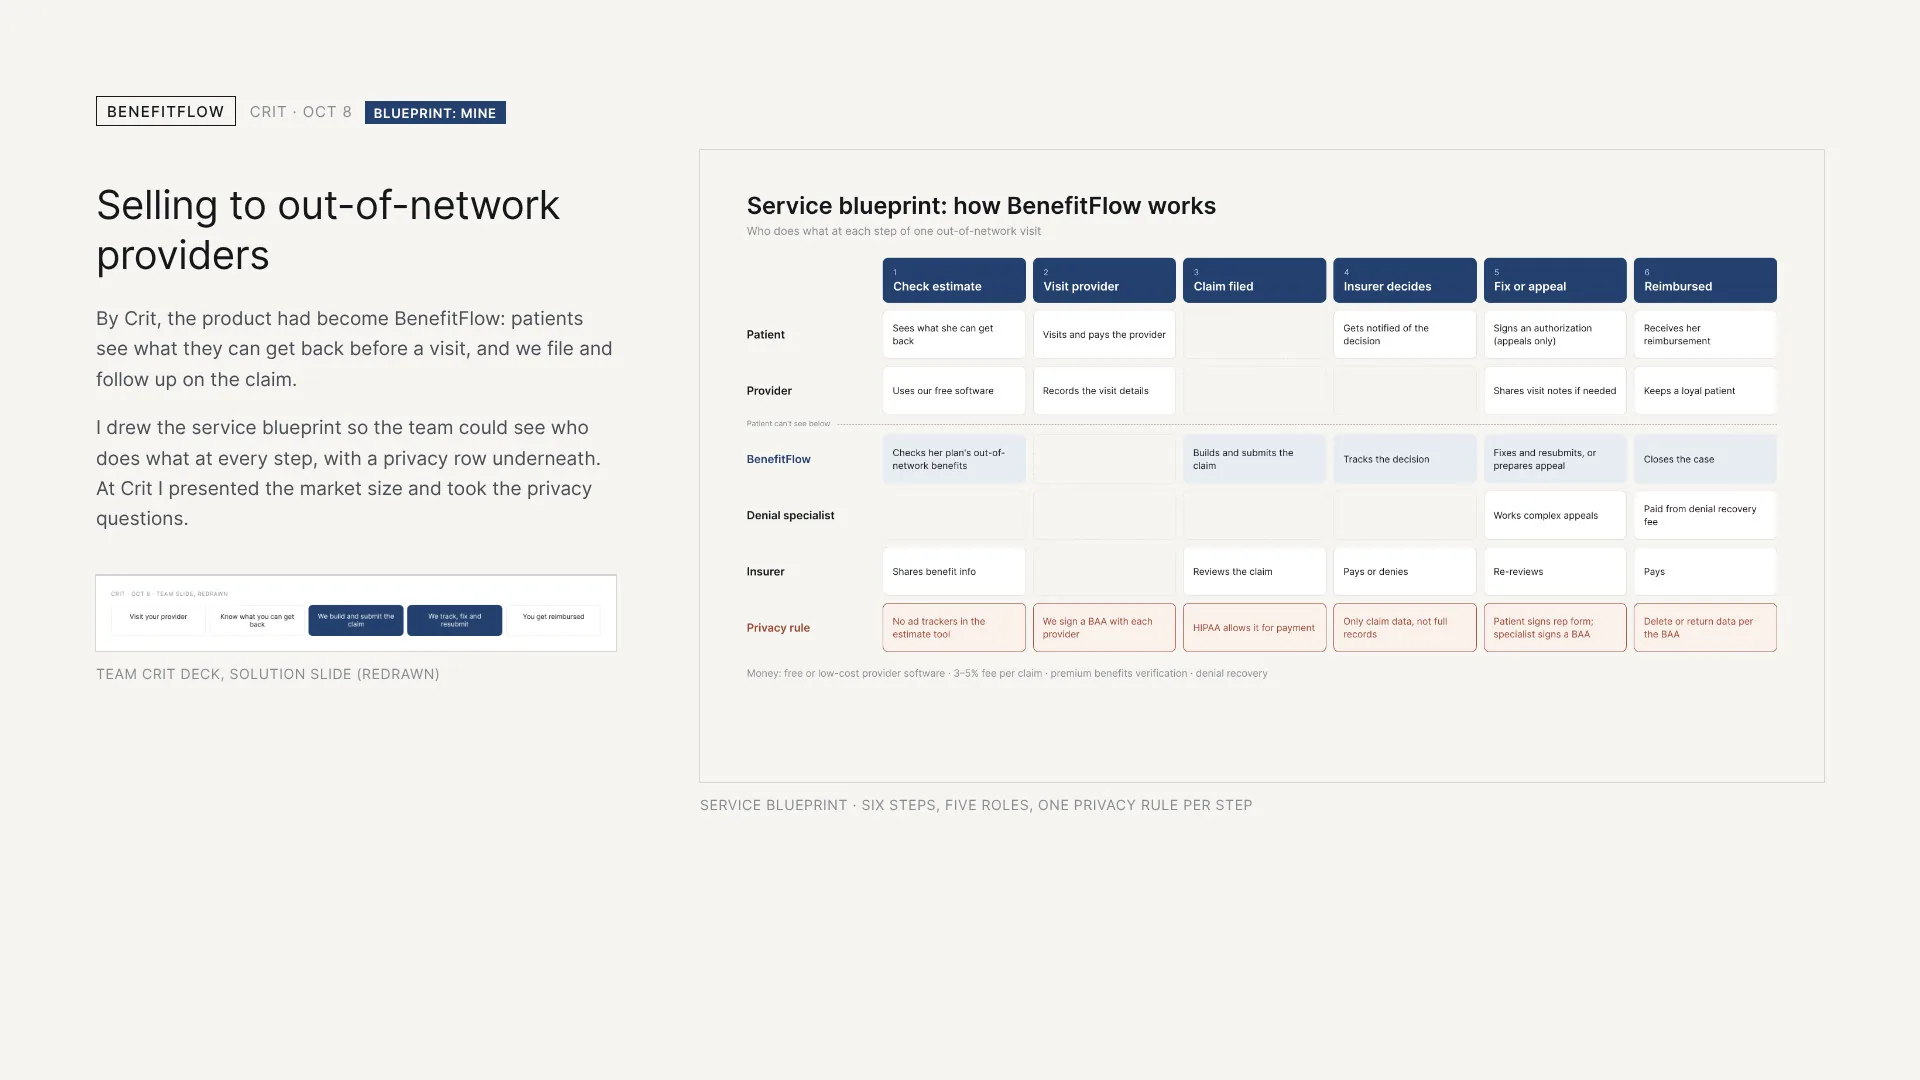 BENEFITFLOW CRIT · OCT 8 BLUEPRINT: MINE
Selling to out-of-network
providers
By Crit, the product had become BenefitFlow: patients
see what they can get back before a visit, and we file and
follow up on the claim.
I drew the service blueprint so the team could see who
does what at every step, with a privacy row underneath.
At Crit I presented the market size and took the privacy
questions.
CRIT · OCT 8 · TEAM SLIDE, REDRAWN
Visit your provider
Know what you can get
back
We build and submit the
claim
We track, fix and
resubmit
You get reimbursed
TEAM CRIT DECK, SOLUTION SLIDE (REDRAWN)
Service blueprint: how BenefitFlow works
Who does what at each step of one out-of-network visit
1
Check estimate
2
Visit provider
3
Claim filed
4
Insurer decides
5
Fix or appeal
6
Reimbursed
Patient
Sees what she can get
back
Visits and pays the provider
Gets notified of the
decision
Signs an authorization
(appeals only)
Receives her
reimbursement
Provider
Uses our free software
Records the visit details
Shares visit notes if needed
Keeps a loyal patient
Patient can't see below
BenefitFlow
Checks her plan's out-of-
network benefits
Builds and submits the
claim
Tracks the decision
Fixes and resubmits, or
prepares appeal
Closes the case
Denial specialist
Works complex appeals
Paid from denial recovery
fee
Insurer
Shares benefit info
Reviews the claim
Pays or denies
Re-reviews
Pays
Privacy rule
No ad trackers in the
estimate tool
We sign a BAA with each
provider
HIPAA allows it for payment
Only claim data, not full
records
Patient signs rep form;
specialist signs a BAA
Delete or return data per
the BAA
Money: free or low-cost provider software · 3–5% fee per claim · premium benefits verification · denial recovery
SERVICE BLUEPRINT · SIX STEPS, FIVE ROLES, ONE PRIVACY RULE PER STEP